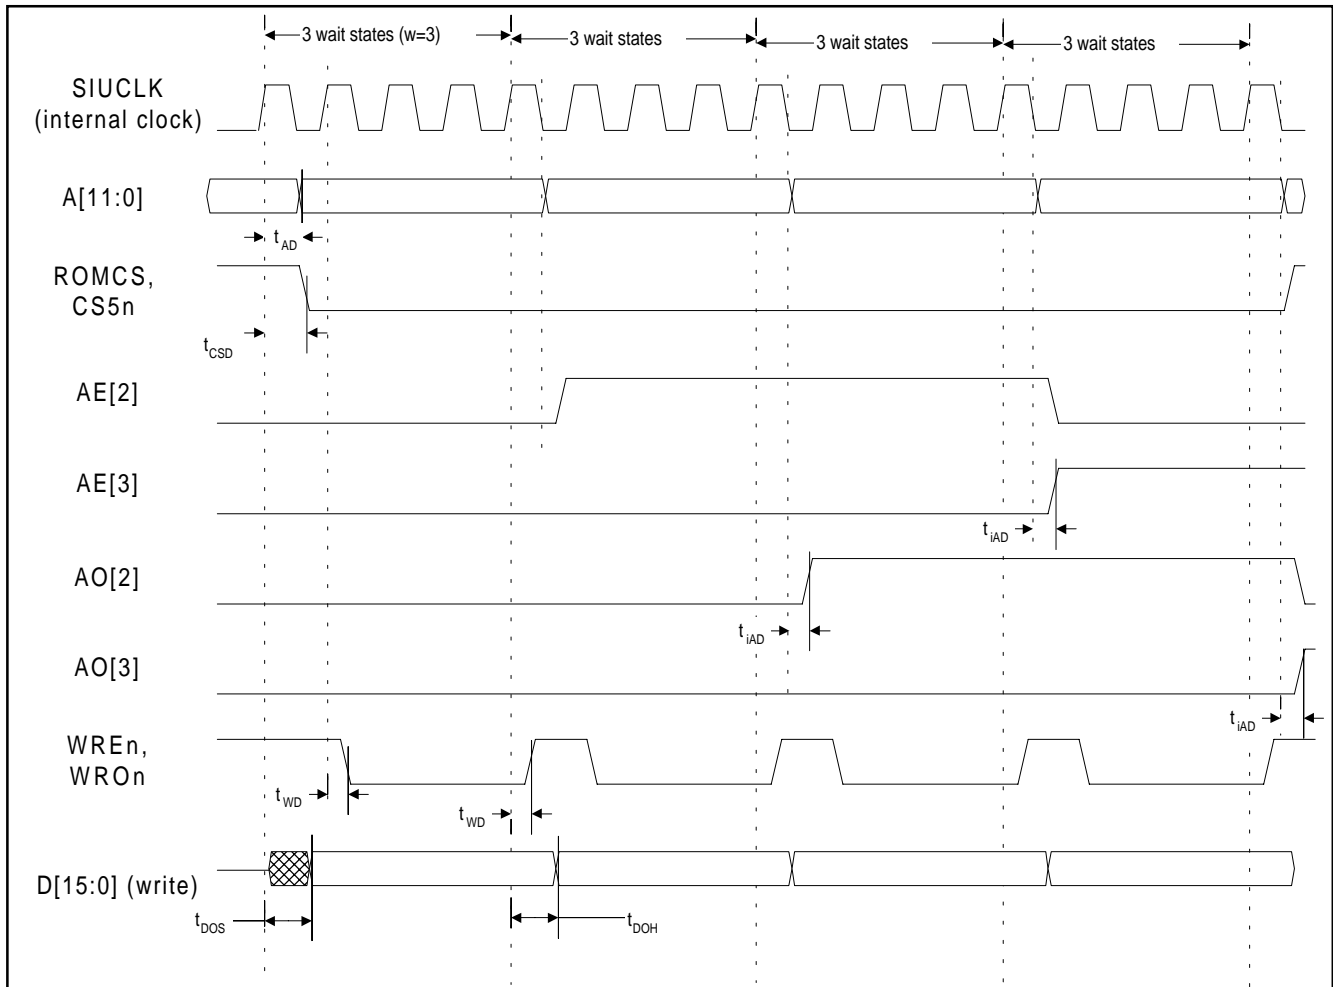 3 wait states (w=3)
3 wait states
3 wait states
3 wait states
SIUCLK
(internal clock)
A[11:0]
tAD
ROMCS,
CS5n
tCSD
AE[2]
AE[3]
tiAD
AO[2]
tiAD
AO[3]
tiAD
WREn,
WROn
tWD
tWD
D[15:0] (write)
tDOS
tDOH